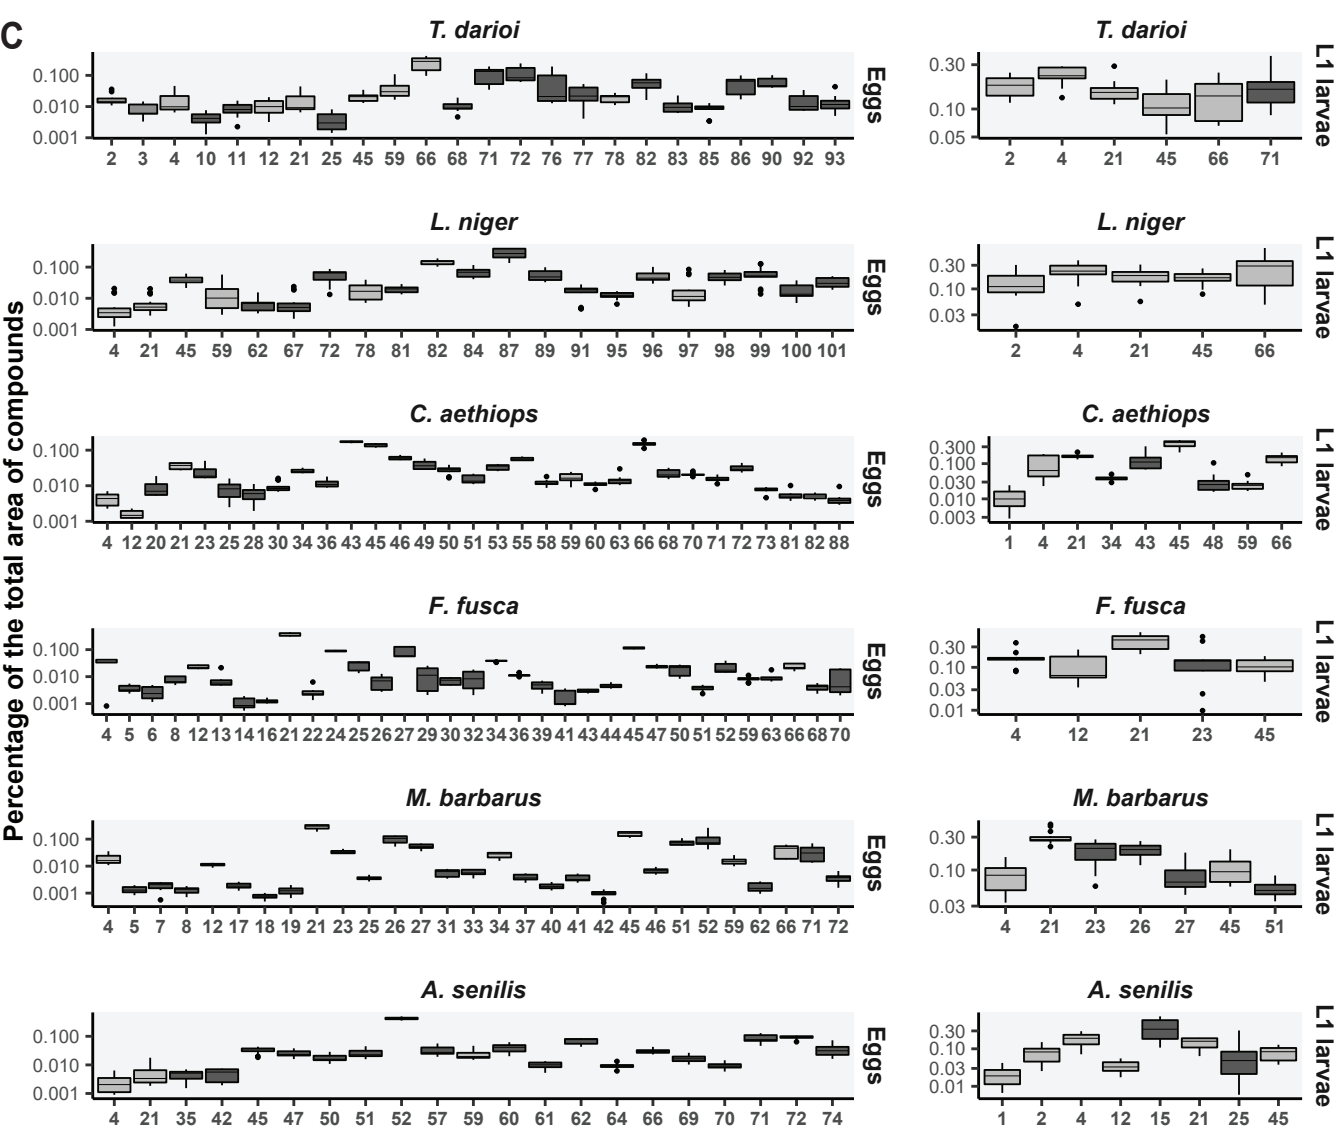 C
Percentage of the total area of compounds
T. darioi
0.100
0.010
0.001
2 3 4 10 11 12 21 25 45 59 66 68 71 72 76 77 78 82 83 85 86 90 92 93
Eggs
T. darioi
0.30
0.10
0.05
2 4 21 45 66 71
L1 larvae
L. niger
0.100
0.010
0.001
4 21 45 59 62 67 72 78 81 82 84 87 89 91 95 96 97 98 99 100 101
Eggs
L. niger
0.30
0.10
0.03
2 4 21 45 66
L1 larvae
C. aethiops
0.100
0.010
0.001
4 12 20 21 23 25 28 30 34 36 43 45 46 49 50 51 53 55 58 59 60 63 66 68 70 71 72 73 81 82 88
Eggs
C. aethiops
0.300
0.100
0.030
0.010
0.003
1 4 21 34 43 45 48 59 66
L1 larvae
F. fusca
0.100
0.010
0.001
4 5 6 8 12 13 14 16 21 22 24 25 26 27 29 30 32 34 36 39 41 43 44 45 47 50 51 52 59 63 66 68 70
Eggs
F. fusca
0.30
0.10
0.03
0.01
4 12 21 23 45
L1 larvae
M. barbarus
0.100
0.010
0.001
4 5 7 8 12 17 18 19 21 23 25 26 27 31 33 34 37 40 41 42 45 46 51 52 59 62 66 71 72
Eggs
M. barbarus
0.30
0.10
0.03
4 21 23 26 27 45 51
L1 larvae
A. senilis
0.100
0.010
0.001
4 21 35 42 45 47 50 51 52 57 59 60 61 62 64 66 69 70 71 72 74
Eggs
A. senilis
0.30
0.10
0.03
0.01
1 2 4 12 15 21 25 45
L1 larvae